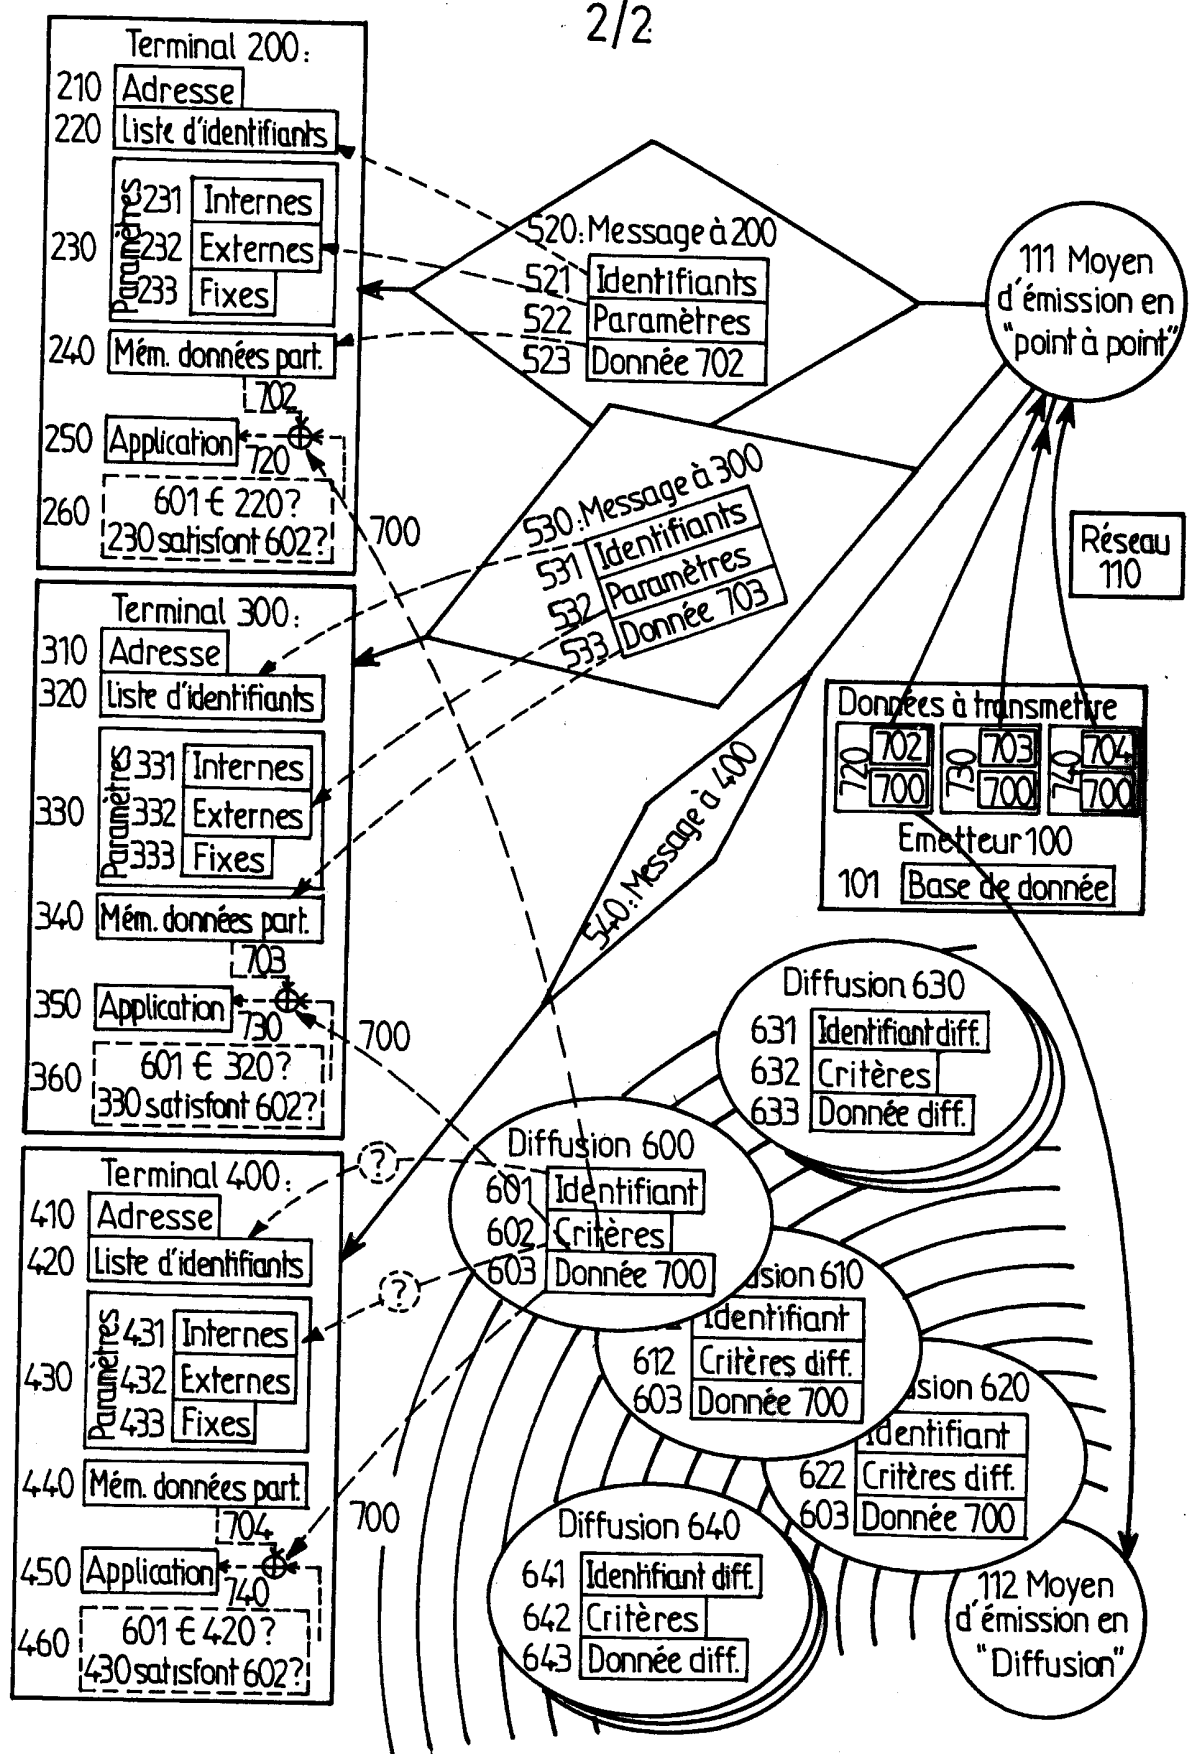 2/2
Terminal 200:
210 Adresse
220 Liste d'identifiants
230 Paramètres
231 Internes
232 Externes
233 Fixes
240 Mém. données part.
702
250 Application
720
260 601 € 220?
230 satisfont 602?
700
Terminal 300:
310 Adresse
320 Liste d'identifiants
330 Paramètres
331 Internes
332 Externes
333 Fixes
340 Mém. données part.
703
350 Application
730
360 601 € 320?
330 satisfont 602?
700
Terminal 400:
410 Adresse
420 Liste d'identifiants
430 Paramètres
431 Internes
432 Externes
433 Fixes
440 Mém. données part.
704
450 Application
740
460 601 € 420?
430 satisfont 602?
700
?
?
520: Message à 200
521 Identifiants
522 Paramètres
523 Donnée 702
530: Message à 300
531 Identifiants
532 Paramètres
533 Donnée 703
540: Message à 400
111 Moyen
d'émission en
"point à point"
Réseau
110
Données à transmettre
720 702
700
730 703
700
740 704
700
Emetteur 100
101 Base de donnée
Diffusion 630
631 Identifiant diff.
632 Critères
633 Donnée diff.
Diffusion 600
601 Identifiant
602 Critères
603 Donnée 700
usion 610
Identifiant
612 Critères diff.
603 Donnée 700
usion 620
Identifiant
622 Critères diff.
603 Donnée 700
Diffusion 640
641 Identifiant diff.
642 Critères
643 Donnée diff.
112 Moyen
d'émission en
"Diffusion"